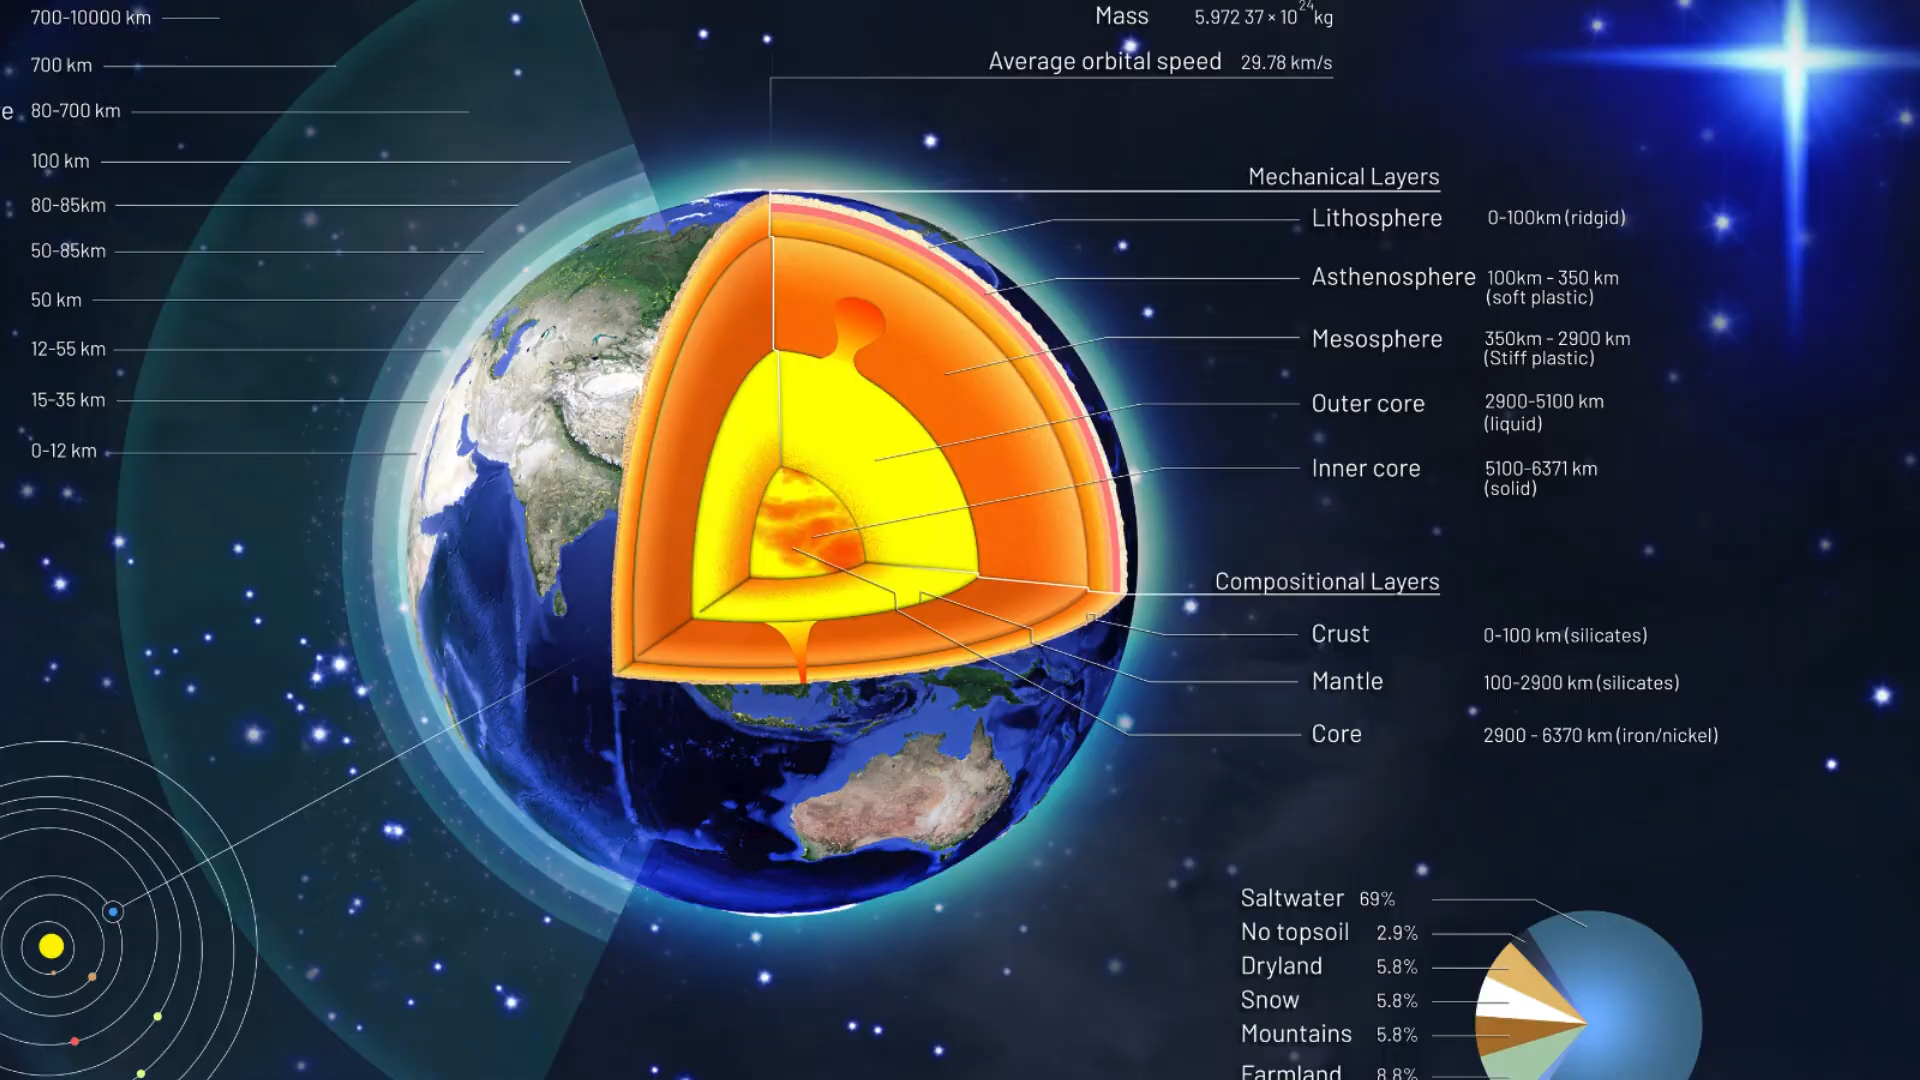 700-10000 km
700 km
e 80-700 km
100 km
80-85km
50-85km
50 km
12-55 km
15-35 km
0-12 km
Mass 5.972 37 × 10²⁴kg
Average orbital speed 29.78 km/s
Mechanical Layers
Lithosphere 0-100km (ridgid)
Asthenosphere 100km - 350 km
(soft plastic)
Mesosphere 350km - 2900 km
(Stiff plastic)
Outer core 2900-5100 km
(liquid)
Inner core 5100-6371 km
(solid)
Compositional Layers
Crust 0-100 km (silicates)
Mantle 100-2900 km (silicates)
Core 2900 - 6370 km (iron/nickel)
Saltwater 69%
No topsoil 2.9%
Dryland 5.8%
Snow 5.8%
Mountains 5.8%
Farmland 8.8%